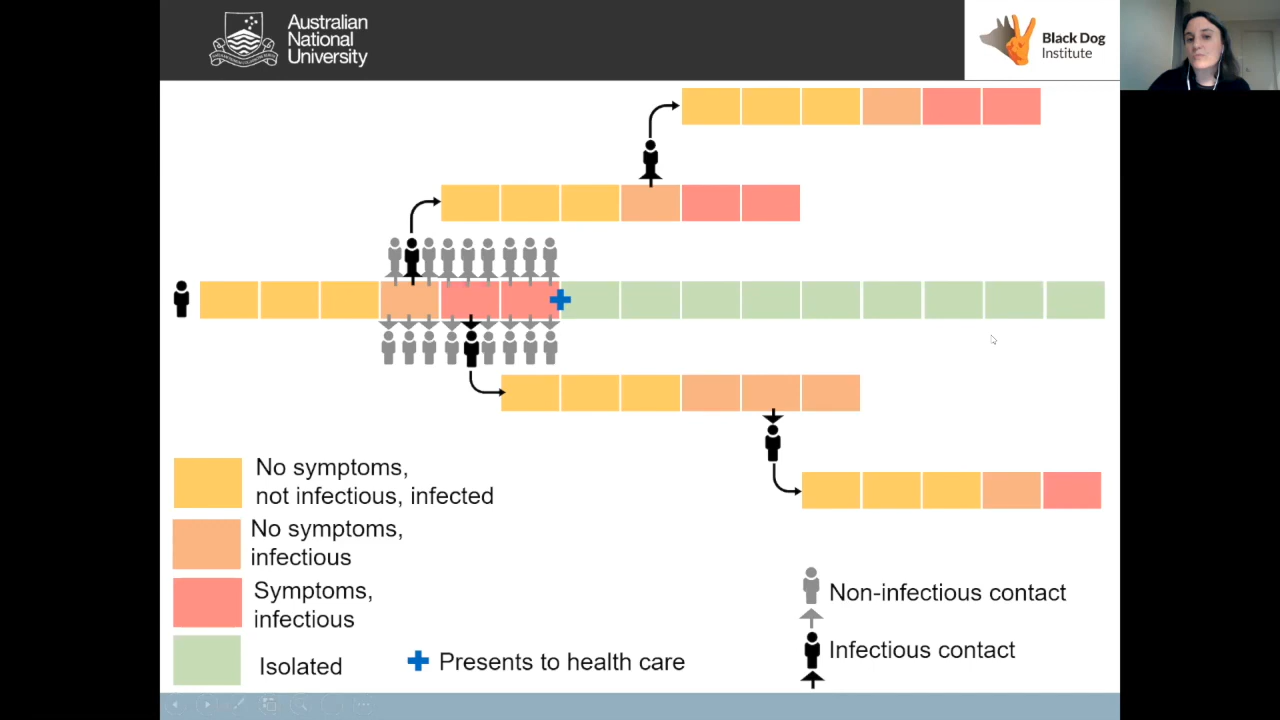 Australian
National
University
Black Dog
Institute
No symptoms,
not infectious, infected
No symptoms,
infectious
Symptoms,
infectious
Isolated
Presents to health care
Non-infectious contact
Infectious contact